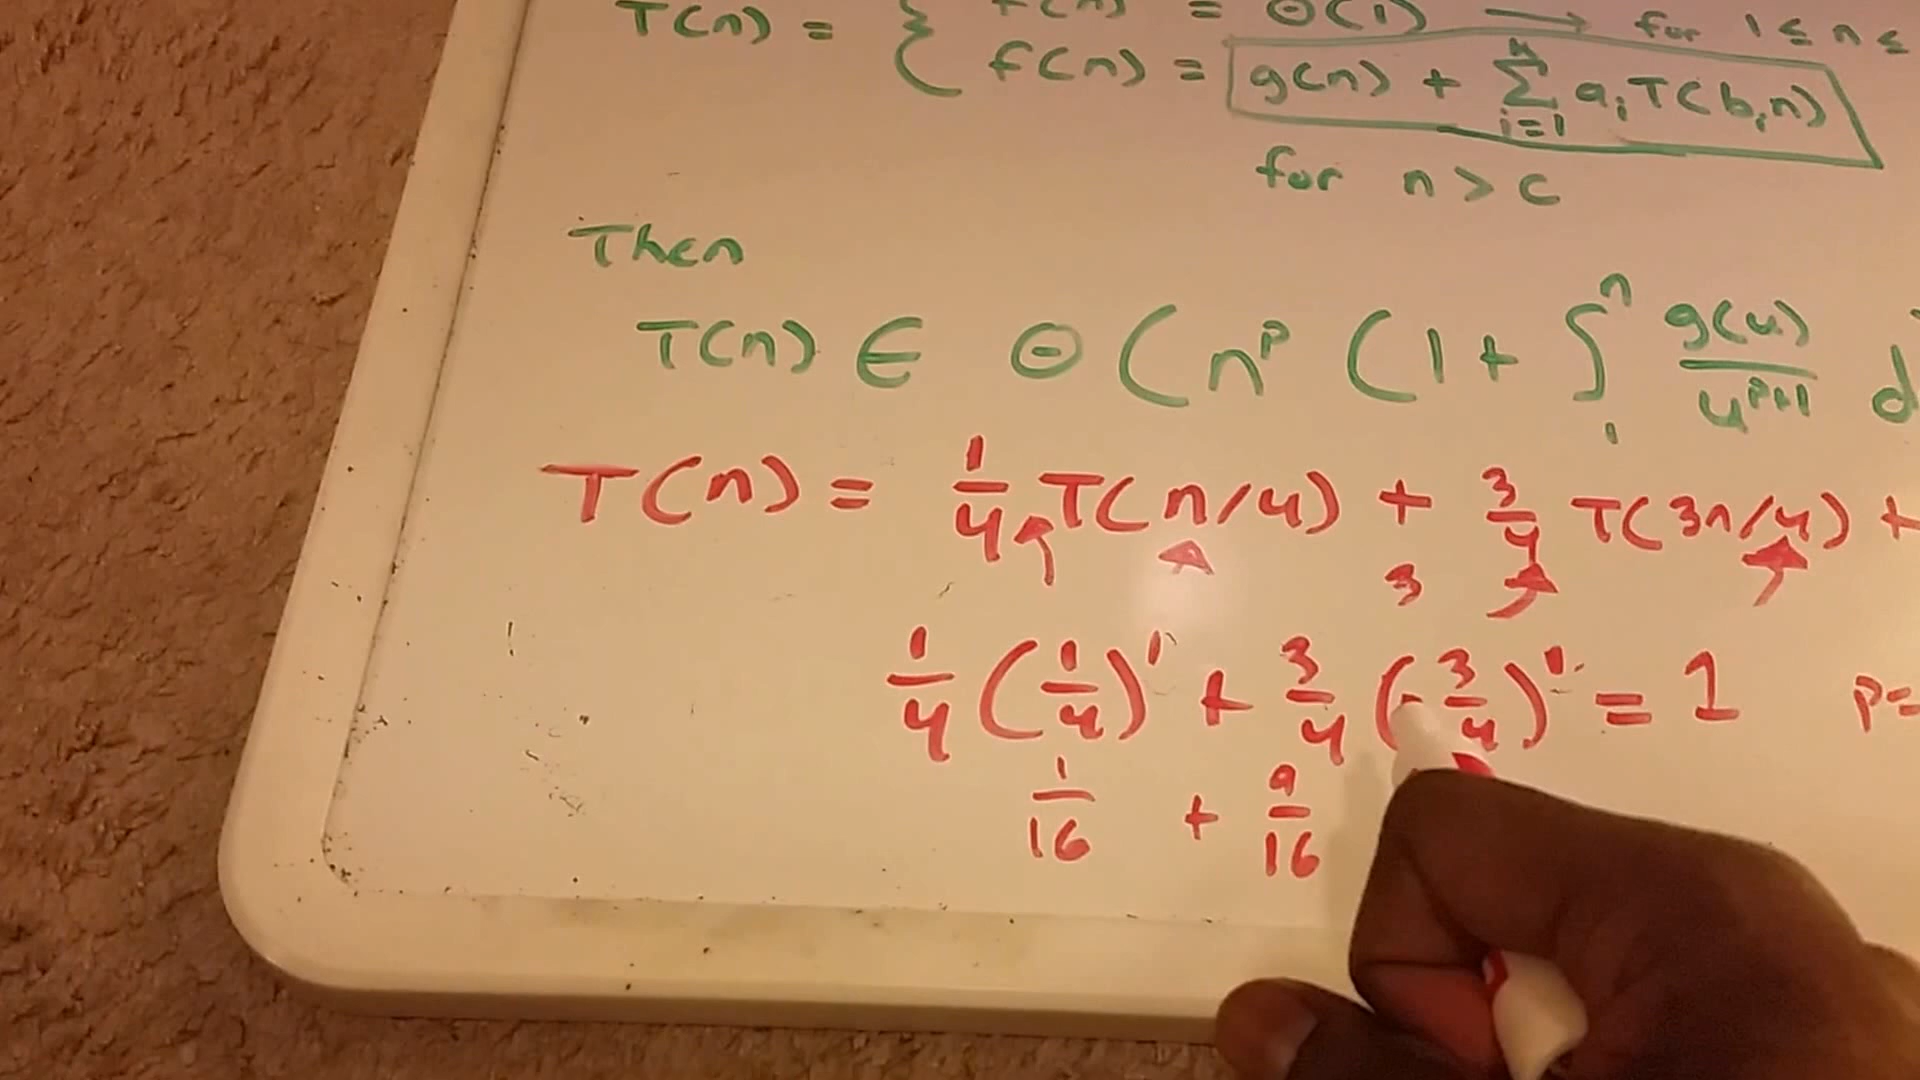 T(n) = { f(n) = Θ(1) → for 1 ≤ n ≤
f(n) = g(n) + ∑_{i=1}^{k} a_i T(b_i n)
for n > c
Then
T(n) ∈ Θ(n^p (1 + ∫_1^n g(u)/u^{p+1} d
T(n) = 1/4 T(n/4) + 3/4 T(3n/4) +
3
1/4 (1/4)^1 + 3/4 (3/4)^1 = 1 p=
1/16 + 9/16